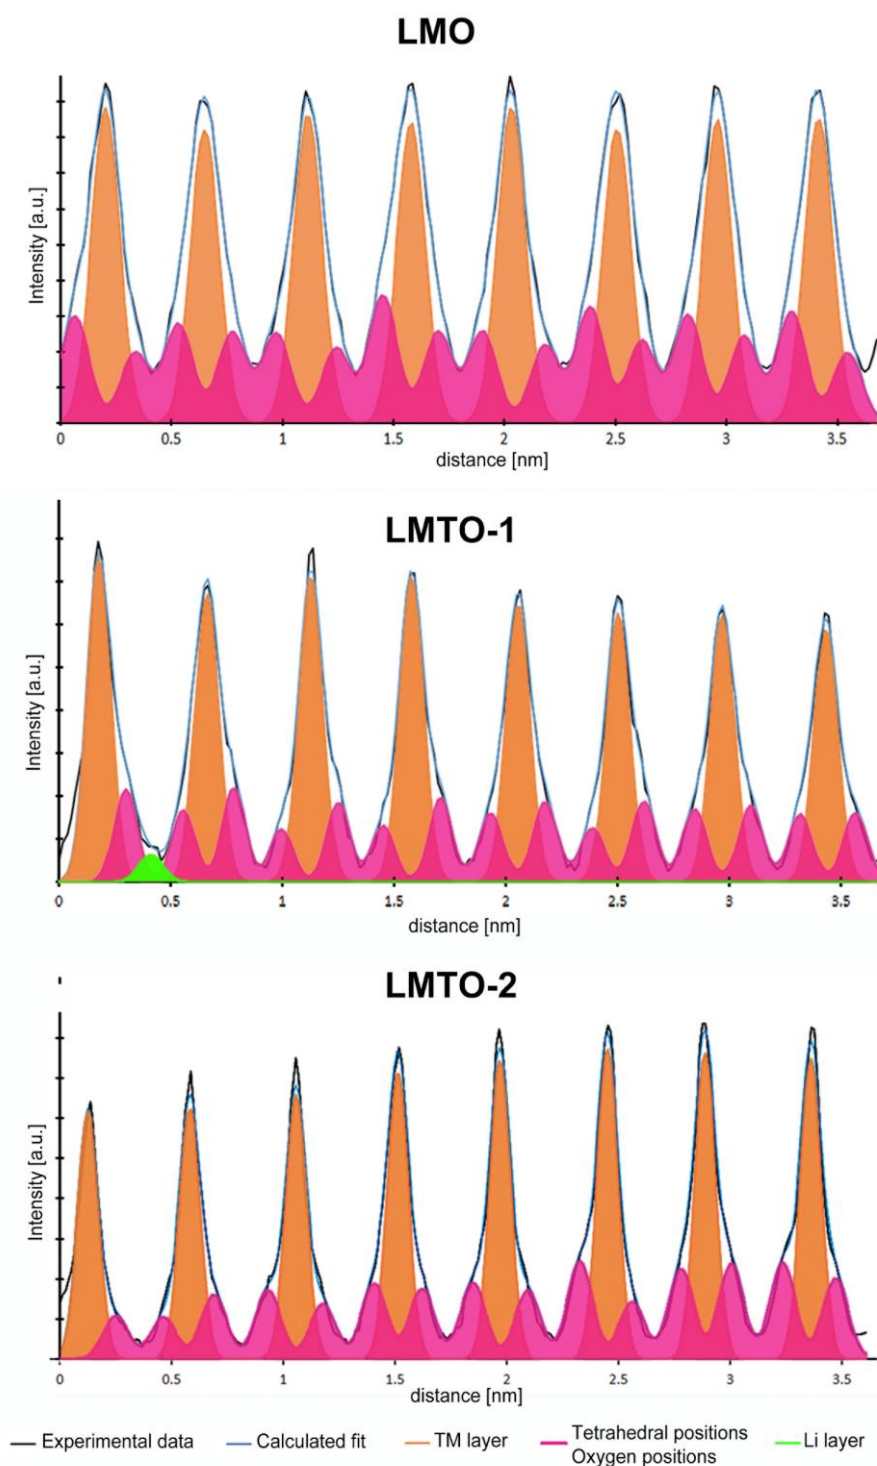 LMO
Intensity [a.u.]
0 0.5 1 1.5 2 2.5 3 3.5
distance [nm]
LMTO-1
Intensity [a.u.]
0 0.5 1 1.5 2 2.5 3 3.5
distance [nm]
LMTO-2
Intensity [a.u.]
0 0.5 1 1.5 2 2.5 3 3.5
distance [nm]
Experimental data Calculated fit TM layer Tetrahedral positions Li layer
Oxygen positions